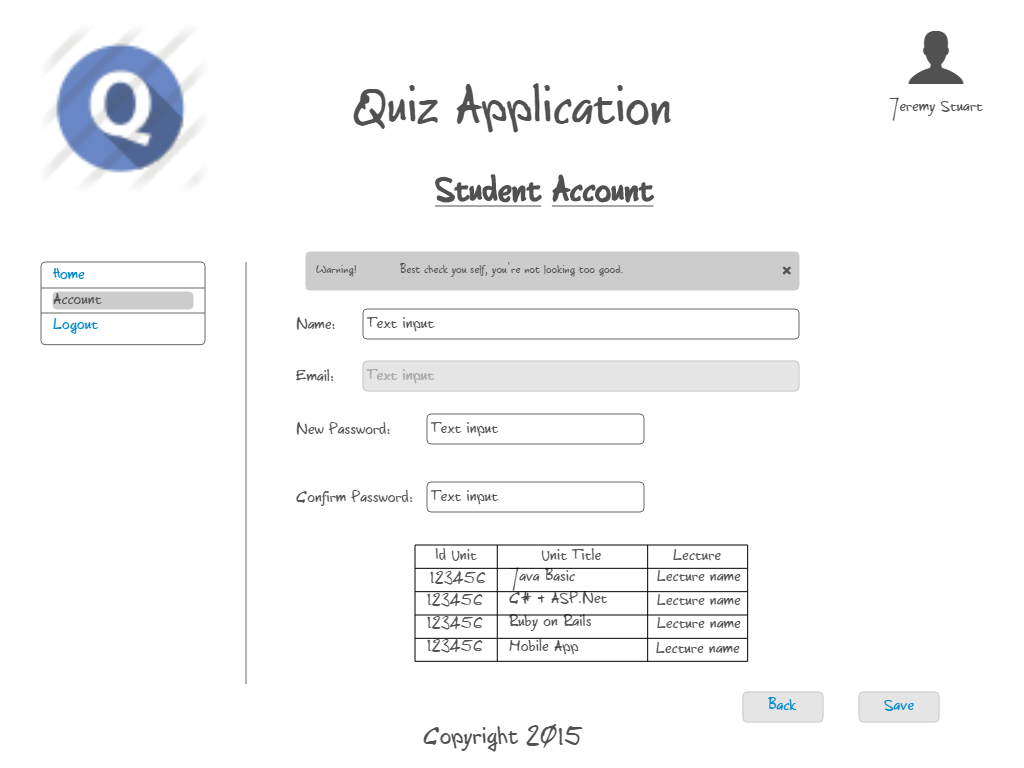 Q
Quiz Application
Jeremy Stuart
Student Account
Home
Account
Logout
Warning! Best check you self, you're not looking too good. ×
Name: Text input
Email: Text input
New Password: Text input
Confirm Password: Text input
Id Unit Unit Title Lecture
123456 Java Basic Lecture name
123456 C# + ASP.Net Lecture name
123456 Ruby on Rails Lecture name
123456 Mobile App Lecture name
Back Save
Copyright 2015